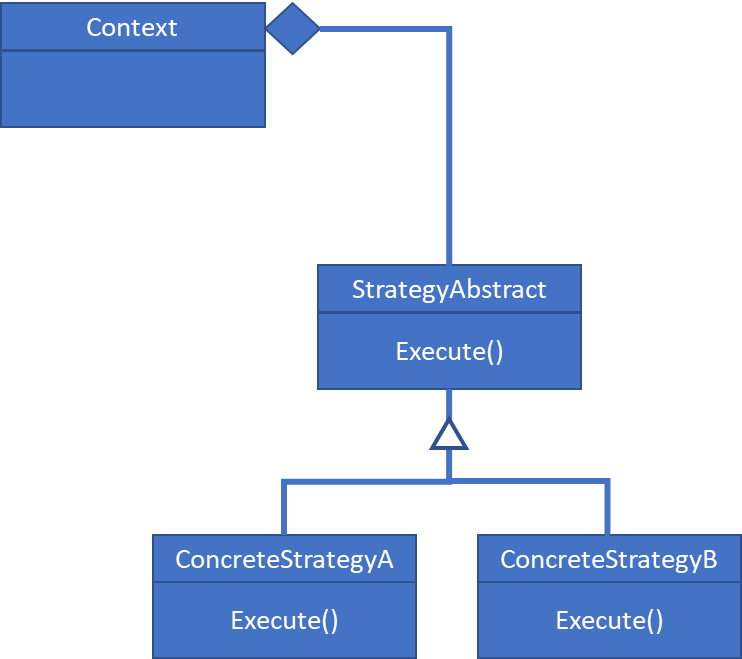 Context
StrategyAbstract
Execute()
ConcreteStrategyA
Execute()
ConcreteStrategyB
Execute()